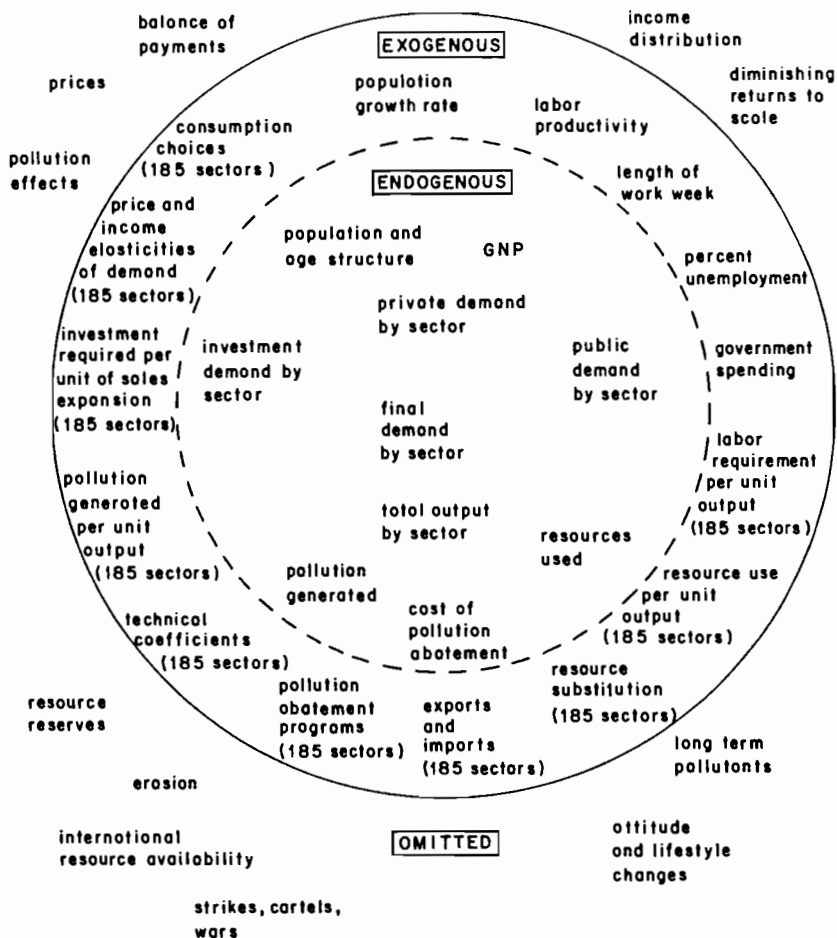 balance of
payments
EXOGENOUS
income
distribution
prices
population
growth rate
labor
productivity
diminishing
returns to
scale
consumption
choices
(185 sectors)
pollution
effects
ENDOGENOUS
length of
work week
price and
income
elasticities
of demand
(185 sectors)
population and
age structure
GNP
percent
unemployment
private demand
by sector
investment
required per
unit of sales
expansion
(185 sectors)
investment
demand by
sector
public
demand
by sector
government
spending
final
demand
by sector
labor
requirement
per unit
output
(185 sectors)
pollution
generated
per unit
output
(185 sectors)
total output
by sector
resources
used
pollution
generated
resource use
per unit
output
(185 sectors)
technical
coefficients
(185 sectors)
cost of
pollution
abatement
resource
substitution
(185 sectors)
pollution
abatement
programs
(185 sectors)
exports
and
imports
(185 sectors)
resource
reserves
long term
pollutants
erosion
international
resource availability
OMITTED
attitude
and lifestyle
changes
strikes, cartels,
wars